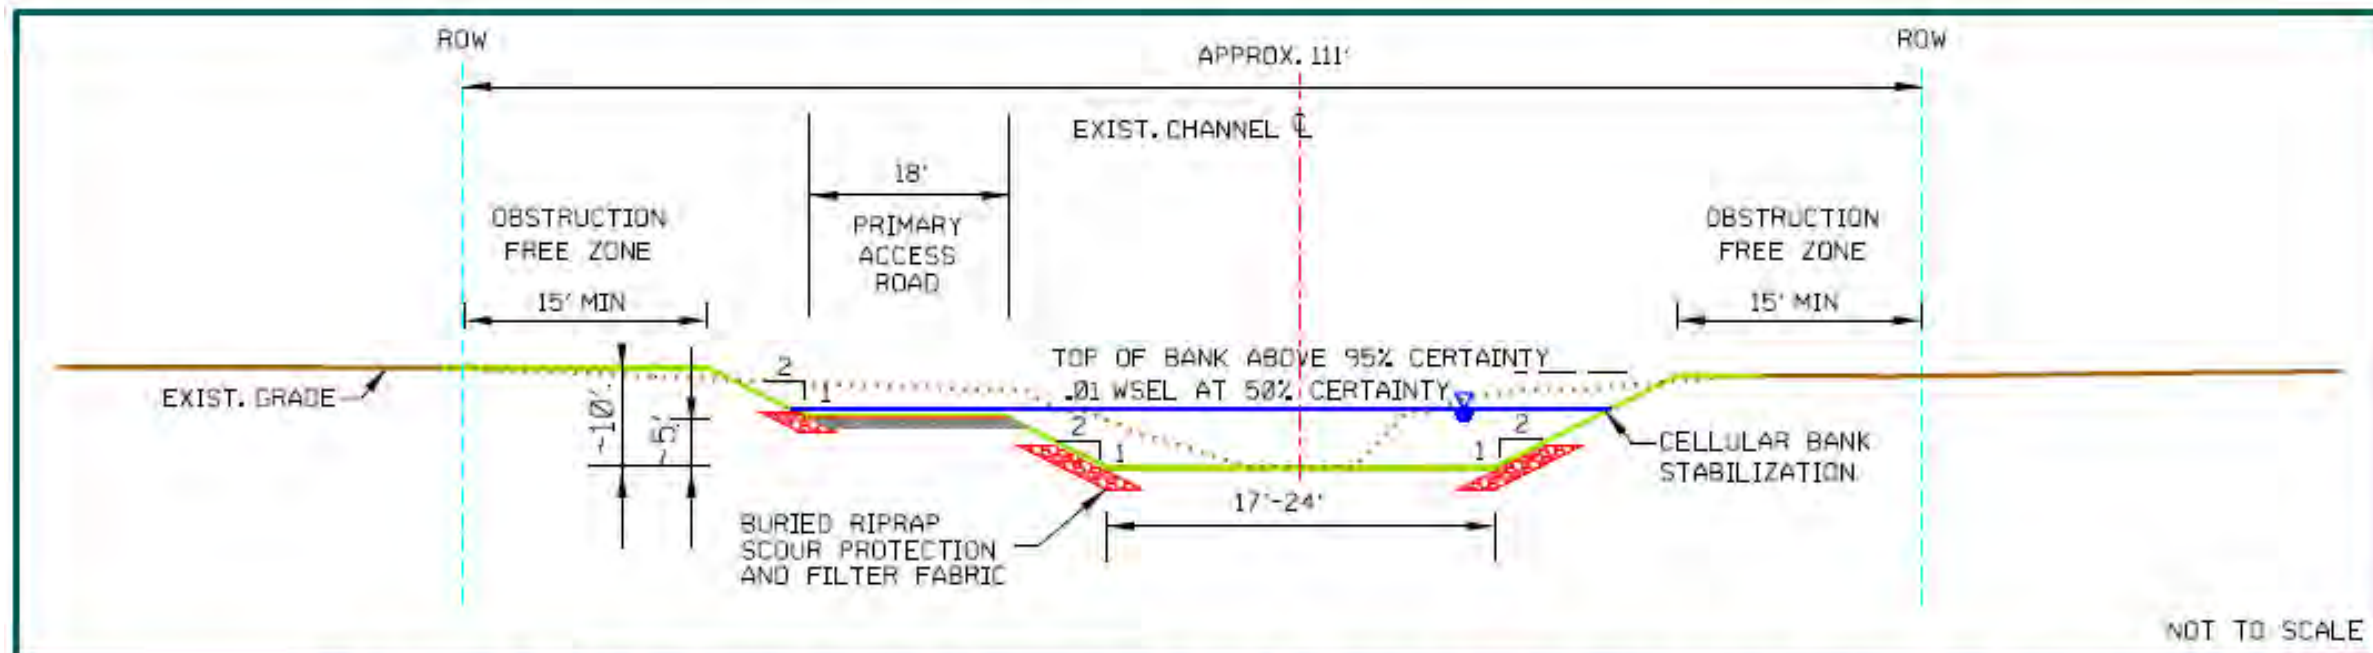 ROW
ROW
APPROX. 111'
EXIST. CHANNEL ℄
18'
PRIMARY
ACCESS
ROAD
OBSTRUCTION
FREE ZONE
15' MIN
OBSTRUCTION
FREE ZONE
15' MIN
TOP OF BANK ABOVE 95% CERTAINTY
.01 WSEL AT 50% CERTAINTY
EXIST. GRADE
2
1
~10'
~5'
2
1
2
1
CELLULAR BANK
STABILIZATION
17'-24'
BURIED RIPRAP
SCOUR PROTECTION
AND FILTER FABRIC
NOT TO SCALE